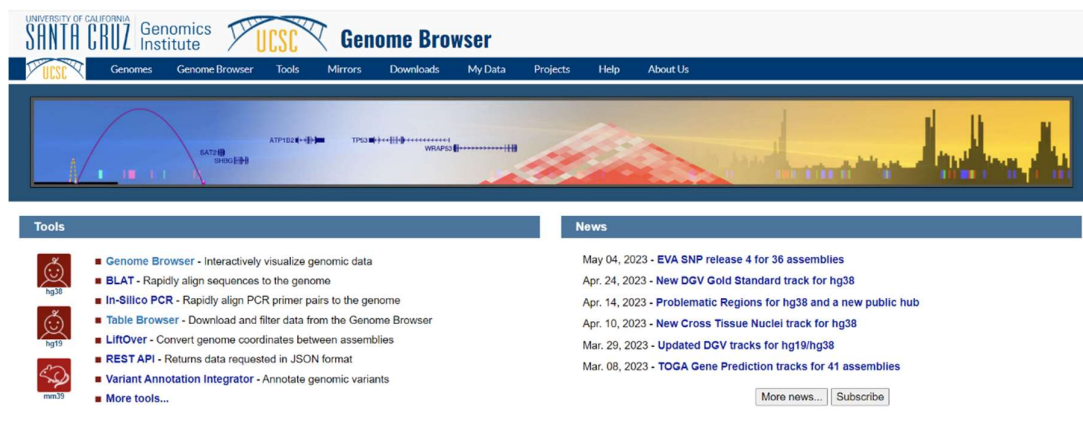 UNIVERSITY OF CALIFORNIA
SANTA CRUZ
Genomics
Institute
UCSC
Genome Browser
UCSC
Genomes Genome Browser Tools Mirrors Downloads My Data Projects Help About Us
ATP1B2 TP53
SAT2 WRAP53
SHBG
Tools
hg38
hg19
mm39
Genome Browser - Interactively visualize genomic data
BLAT - Rapidly align sequences to the genome
In-Silico PCR - Rapidly align PCR primer pairs to the genome
Table Browser - Download and filter data from the Genome Browser
LiftOver - Convert genome coordinates between assemblies
REST API - Returns data requested in JSON format
Variant Annotation Integrator - Annotate genomic variants
More tools...
News
May 04, 2023 - EVA SNP release 4 for 36 assemblies
Apr. 24, 2023 - New DGV Gold Standard track for hg38
Apr. 14, 2023 - Problematic Regions for hg38 and a new public hub
Apr. 10, 2023 - New Cross Tissue Nuclei track for hg38
Mar. 29, 2023 - Updated DGV tracks for hg19/hg38
Mar. 08, 2023 - TOGA Gene Prediction tracks for 41 assemblies
More news... Subscribe